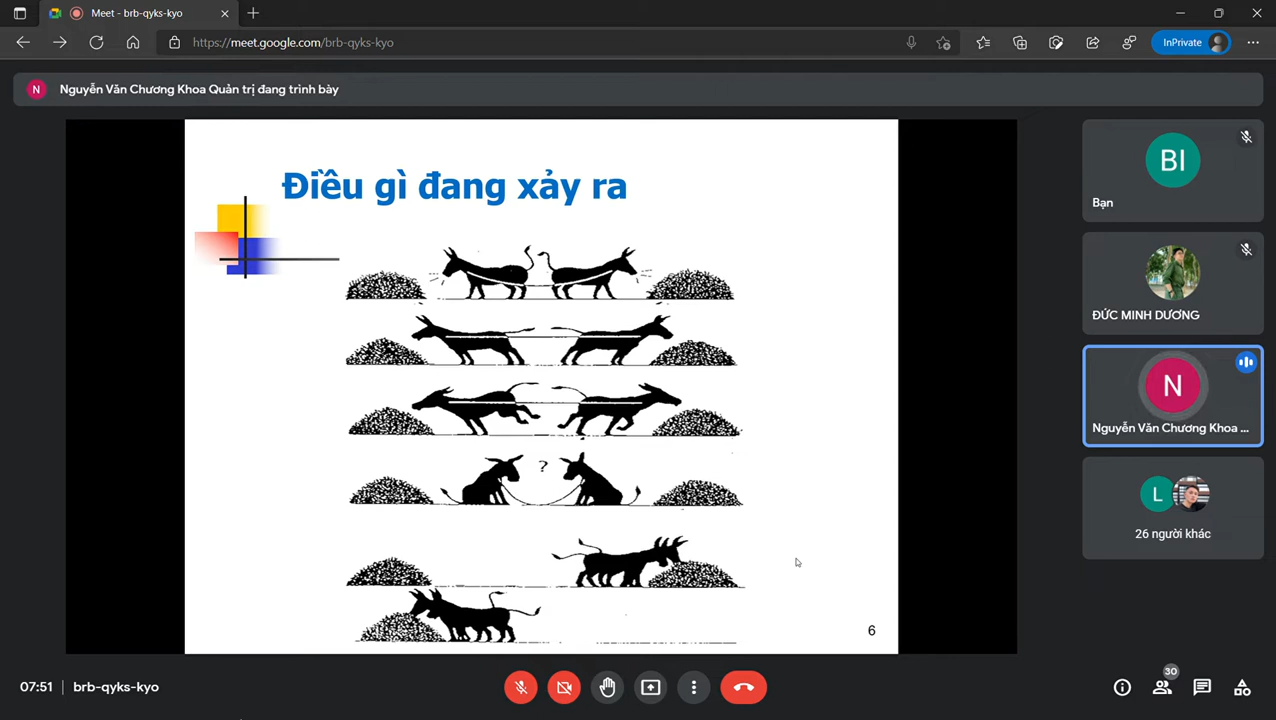 Meet - brb-qyks-kyo
https://meet.google.com/brb-qyks-kyo
InPrivate
N
Nguyễn Văn Chương Khoa Quản trị đang trình bày
Điều gì đang xảy ra
?
6
BI
Bạn
ĐỨC MINH DƯƠNG
N
Nguyễn Văn Chương Khoa ...
L
26 người khác
07:51
brb-qyks-kyo
30